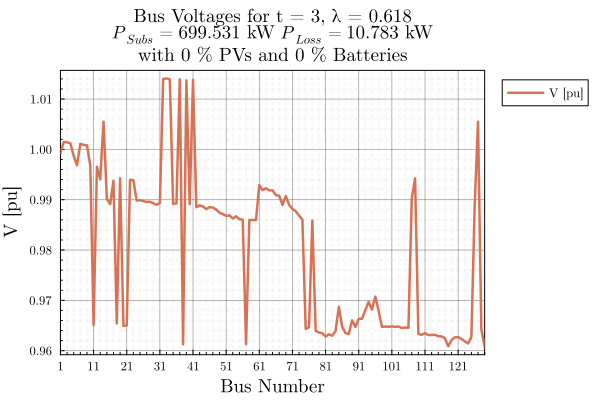 Bus Voltages for t = 3, λ = 0.618
P_Subs = 699.531 kW P_Loss = 10.783 kW
with 0 % PVs and 0 % Batteries
V [pu]
V [pu]
1.01
1.00
0.99
0.98
0.97
0.96
1 11 21 31 41 51 61 71 81 91 101 111 121
Bus Number